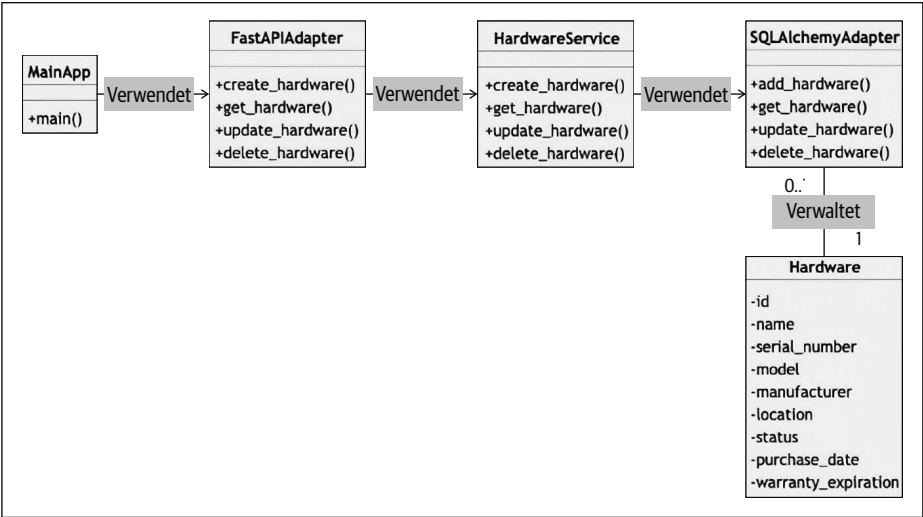 MainApp
+main()
Verwendet
FastAPIAdapter
+create_hardware()
+get_hardware()
+update_hardware()
+delete_hardware()
Verwendet
HardwareService
+create_hardware()
+get_hardware()
+update_hardware()
+delete_hardware()
Verwendet
SQLAlchemyAdapter
+add_hardware()
+get_hardware()
+update_hardware()
+delete_hardware()
0..*
Verwaltet
1
Hardware
-id
-name
-serial_number
-model
-manufacturer
-location
-status
-purchase_date
-warranty_expiration